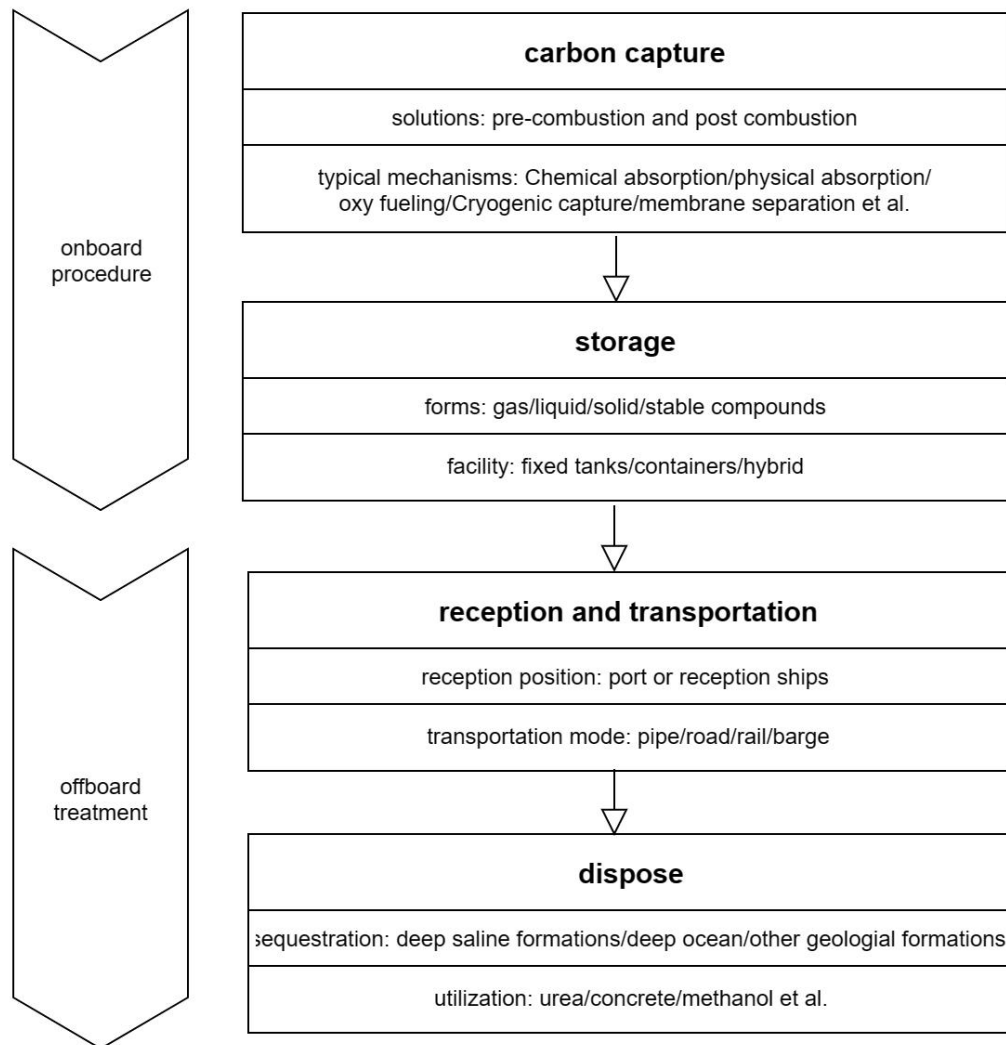 carbon capture
solutions: pre-combustion and post combustion
typical mechanisms: Chemical absorption/physical absorption/
oxy fueling/Cryogenic capture/membrane separation et al.
onboard
procedure
storage
forms: gas/liquid/solid/stable compounds
facility: fixed tanks/containers/hybrid
reception and transportation
reception position: port or reception ships
transportation mode: pipe/road/rail/barge
offboard
treatment
dispose
sequestration: deep saline formations/deep ocean/other geologial formations
utilization: urea/concrete/methanol et al.